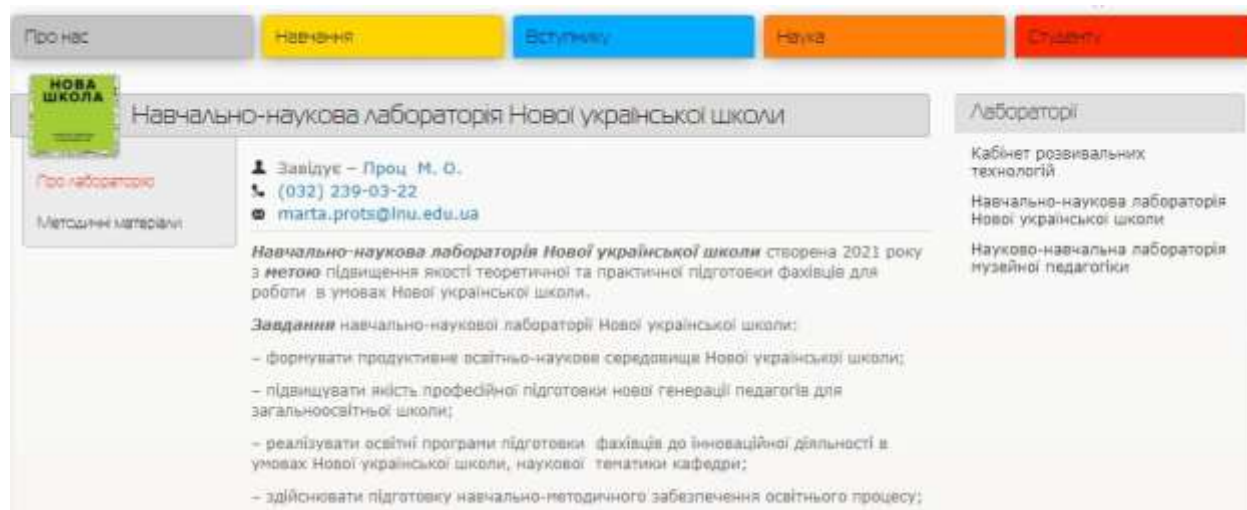 Про нас
Навчання
Вступнику
Наука
Студенту
НОВА
ШКОЛА
Навчально-наукова лабораторія Нової української школи
Про лабораторію
Методичні матеріали
Завідує – Проц М. О.
(032) 239-03-22
marta.prots@lnu.edu.ua
Навчально-наукова лабораторія Нової української школи створена 2021 року
з метою підвищення якості теоретичної та практичної підготовки фахівців для
роботи в умовах Нової української школи.
Завдання навчально-наукової лабораторії Нової української школи:
– формувати продуктивне освітньо-наукове середовище Нової української школи;
– підвищувати якість професійної підготовки нової генерації педагогів для
загальноосвітньої школи;
– реалізувати освітні програми підготовки фахівців до інноваційної діяльності в
умовах Нової української школи, наукової тематики кафедри;
– здійснювати підготовку навчально-методичного забезпечення освітнього процесу;
Лабораторії
Кабінет розвивальних
технологій
Навчально-наукова лабораторія
Нової української школи
Науково-навчальна лабораторія
музейної педагогіки